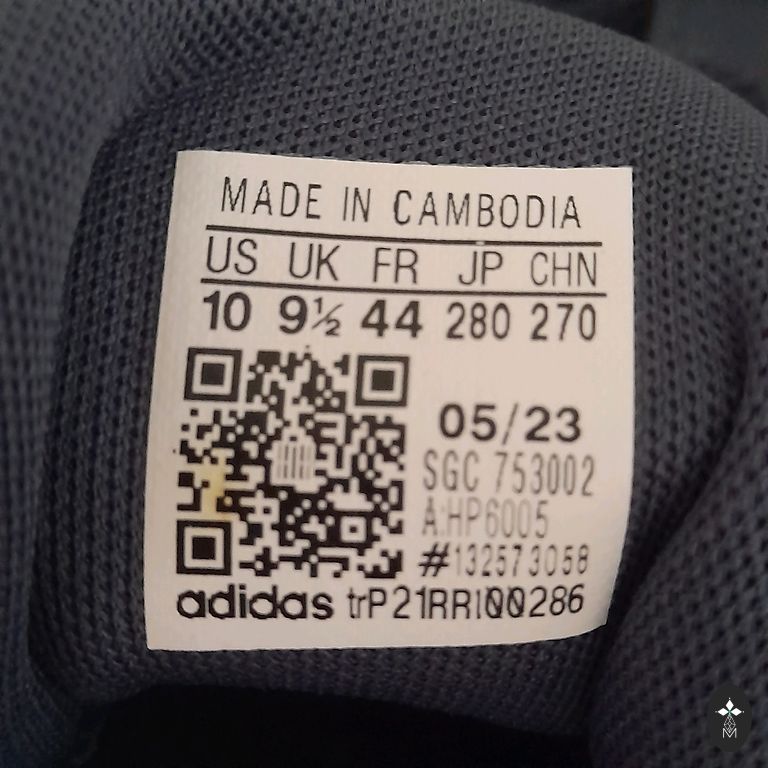 MADE IN CAMBODIA
US UK FR JP CHN
10 9½ 44 280 270
05/23
SGC 753002
A:HP6005
#132573058
adidas trP21RRI00286
M